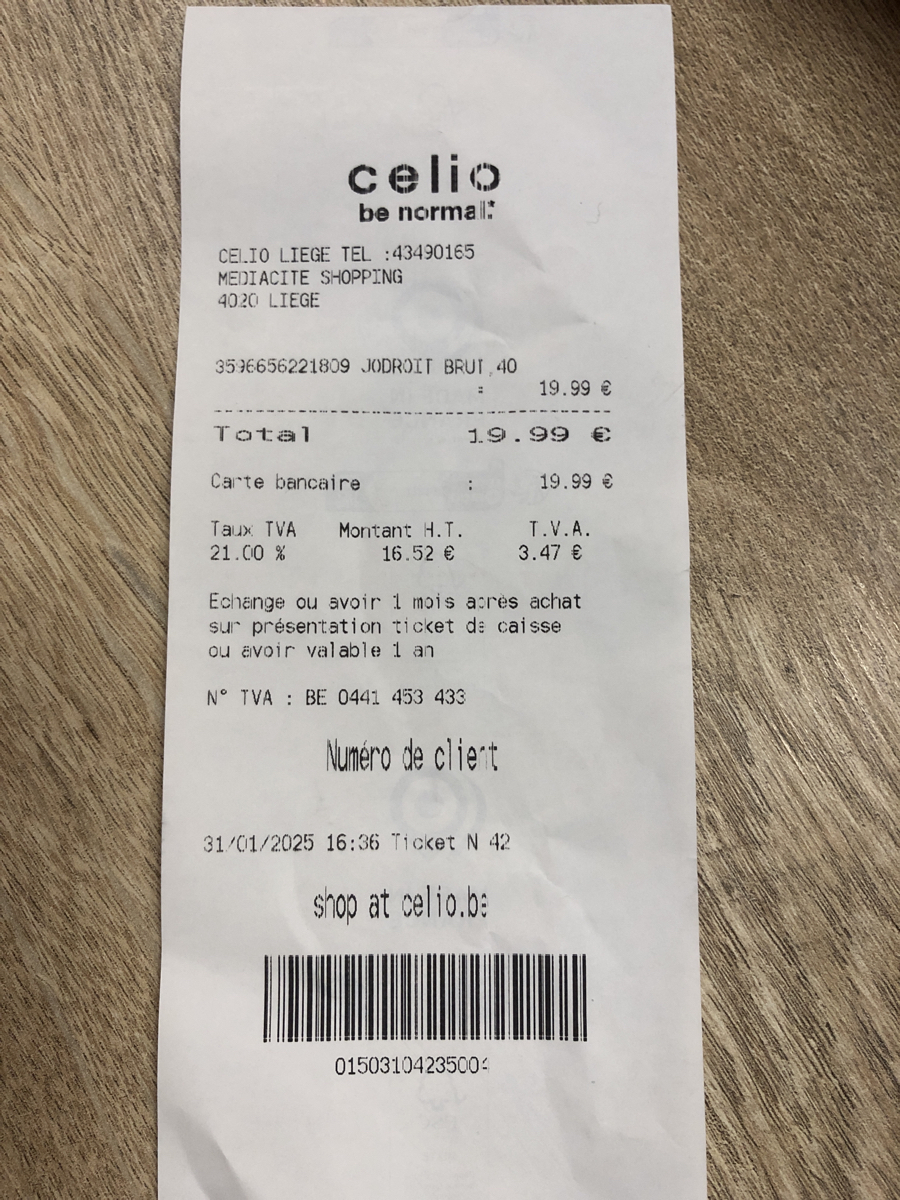 celio
be normal*
CELIO LIEGE TEL :43490165
MEDIACITE SHOPPING
4020 LIEGE
3596656221809 JODROIT BRUT,40
: 19.99 €
Total 19.99 €
Carte bancaire : 19.99 €
Taux TVA Montant H.T. T.V.A.
21.00 % 16.52 € 3.47 €
Echange ou avoir 1 mois après achat
sur présentation ticket de caisse
ou avoir valable 1 an
N° TVA : BE 0441 453 433
Numéro de client
31/01/2025 16:36 Ticket N 42
shop at celio.be